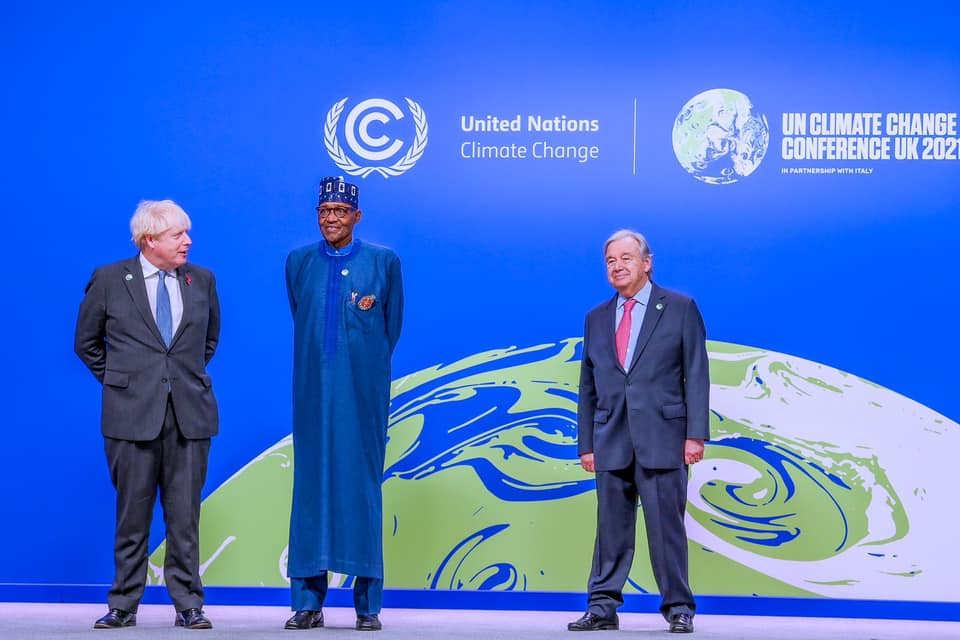 United Nations
Climate Change
UN CLIMATE CHANGE
CONFERENCE UK 2021
IN PARTNERSHIP WITH ITALY